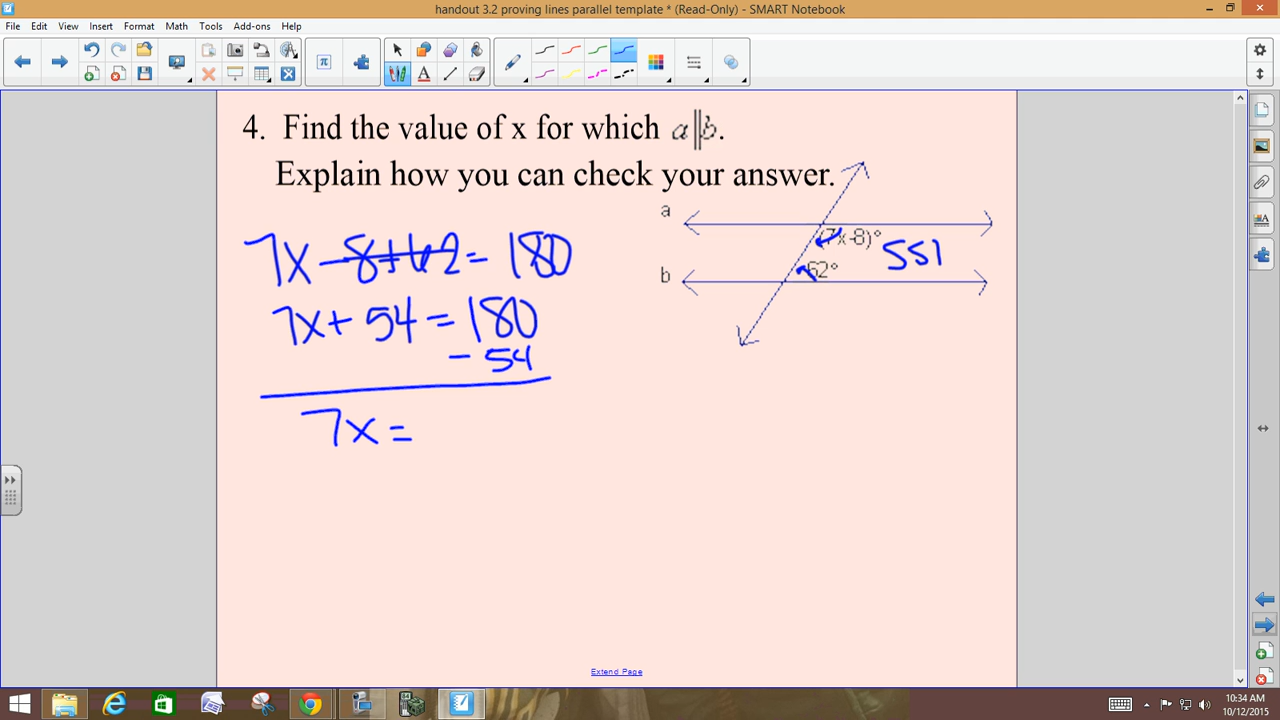 handout 3.2 proving lines parallel template * (Read-Only) - SMART Notebook
File Edit View Insert Format Math Tools Add-ons Help
4. Find the value of x for which a||b.
Explain how you can check your answer.
a
(7x-8)°
SSI
b
62°
7x - 8 + 62 = 180
7x + 54 = 180
- 54
7x =
Extend Page
10:34 AM
10/12/2015